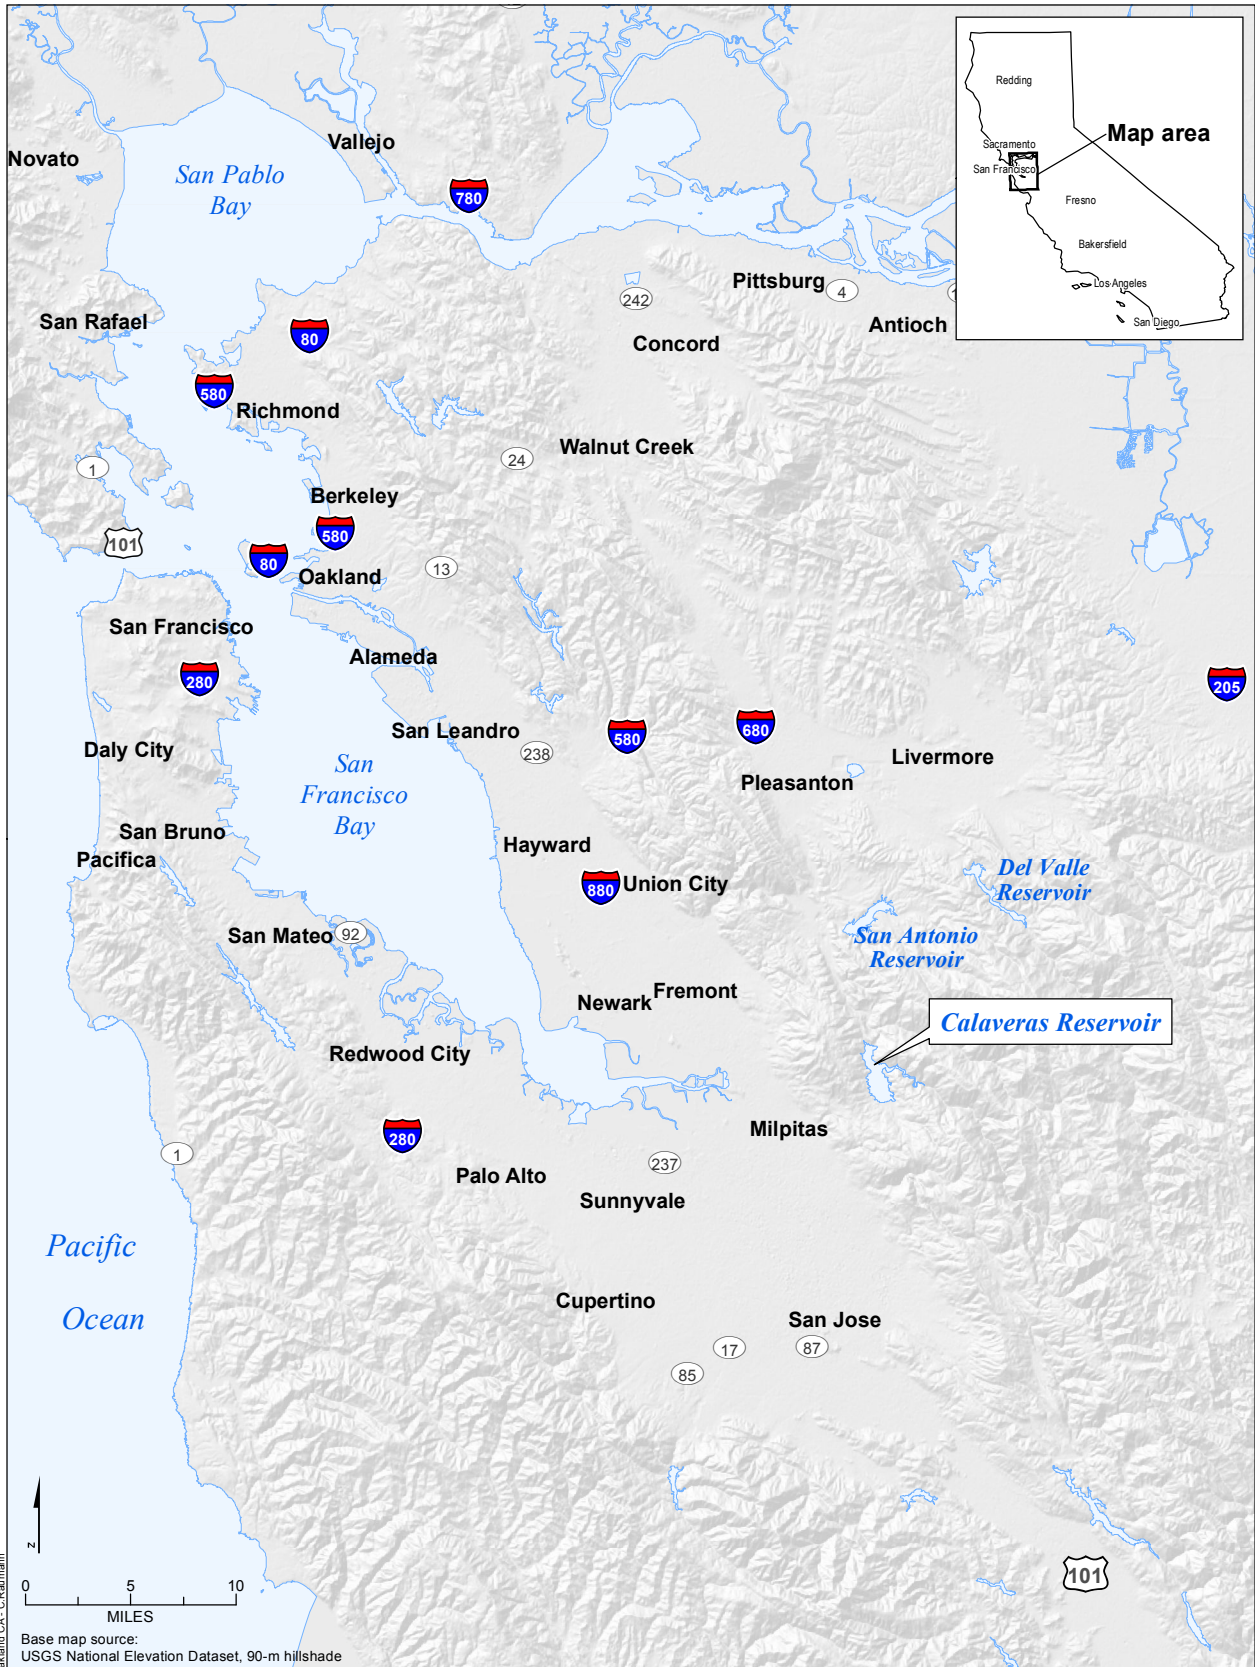 Redding
Sacramento
San Francisco
Map area
Fresno
Bakersfield
Los Angeles
San Diego
Novato
Vallejo
San Pablo
Bay
780
Pittsburg
4
242
Antioch
San Rafael
80
Concord
580
Richmond
Walnut Creek
24
1
Berkeley
580
101
80
Oakland
13
San Francisco
Alameda
280
205
San Leandro
238
580
680
Daly City
Livermore
San
Francisco
Bay
Pleasanton
San Bruno
Pacifica
Hayward
Del Valle
Reservoir
880
Union City
San Mateo
92
San Antonio
Reservoir
Newark
Fremont
Calaveras Reservoir
Redwood City
280
Milpitas
1
237
Palo Alto
Sunnyvale
Pacific
Ocean
Cupertino
San Jose
17
87
85
101
N
0 5 10
MILES
Base map source:
USGS National Elevation Dataset, 90-m hillshade